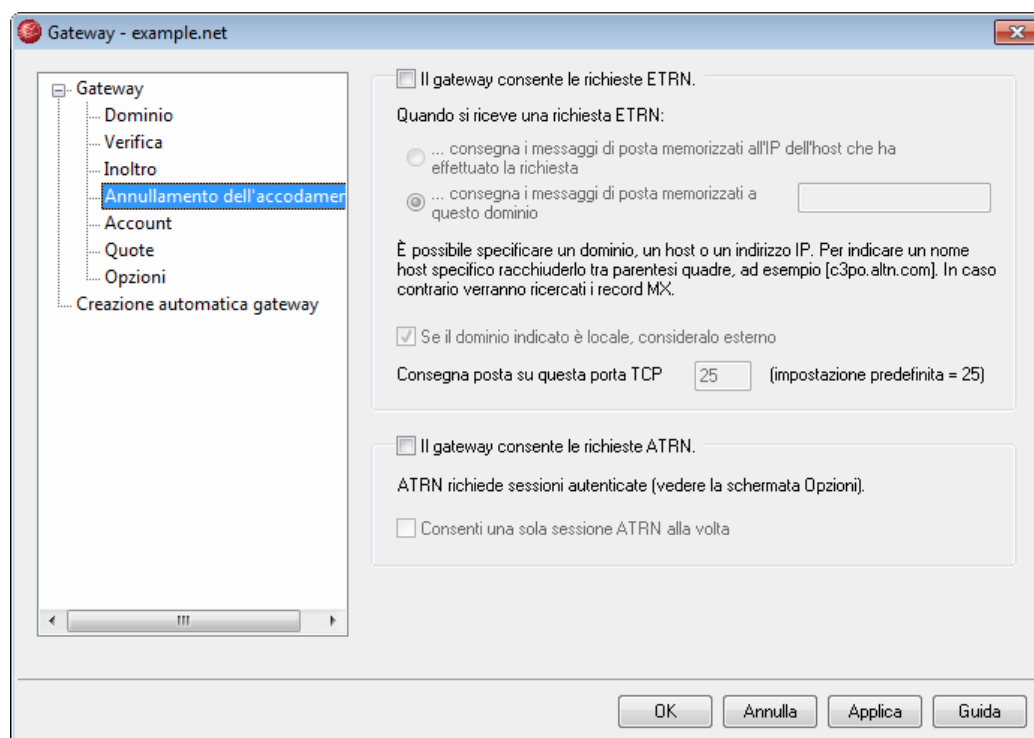 Gateway - example.net
Gateway
Dominio
Verifica
Inoltro
Annullamento dell'accodamen
Account
Quote
Opzioni
Creazione automatica gateway
Il gateway consente le richieste ETRN.
Quando si riceve una richiesta ETRN:
... consegna i messaggi di posta memorizzati all'IP dell'host che ha
effettuato la richiesta
... consegna i messaggi di posta memorizzati a
questo dominio
È possibile specificare un dominio, un host o un indirizzo IP. Per indicare un nome
host specifico racchiuderlo tra parentesi quadre, ad esempio [c3po.altn.com]. In caso
contrario verranno ricercati i record MX.
Se il dominio indicato è locale, consideralo esterno
Consegna posta su questa porta TCP 25 (impostazione predefinita = 25)
Il gateway consente le richieste ATRN.
ATRN richiede sessioni autenticate (vedere la schermata Opzioni).
Consenti una sola sessione ATRN alla volta
OK Annulla Applica Guida